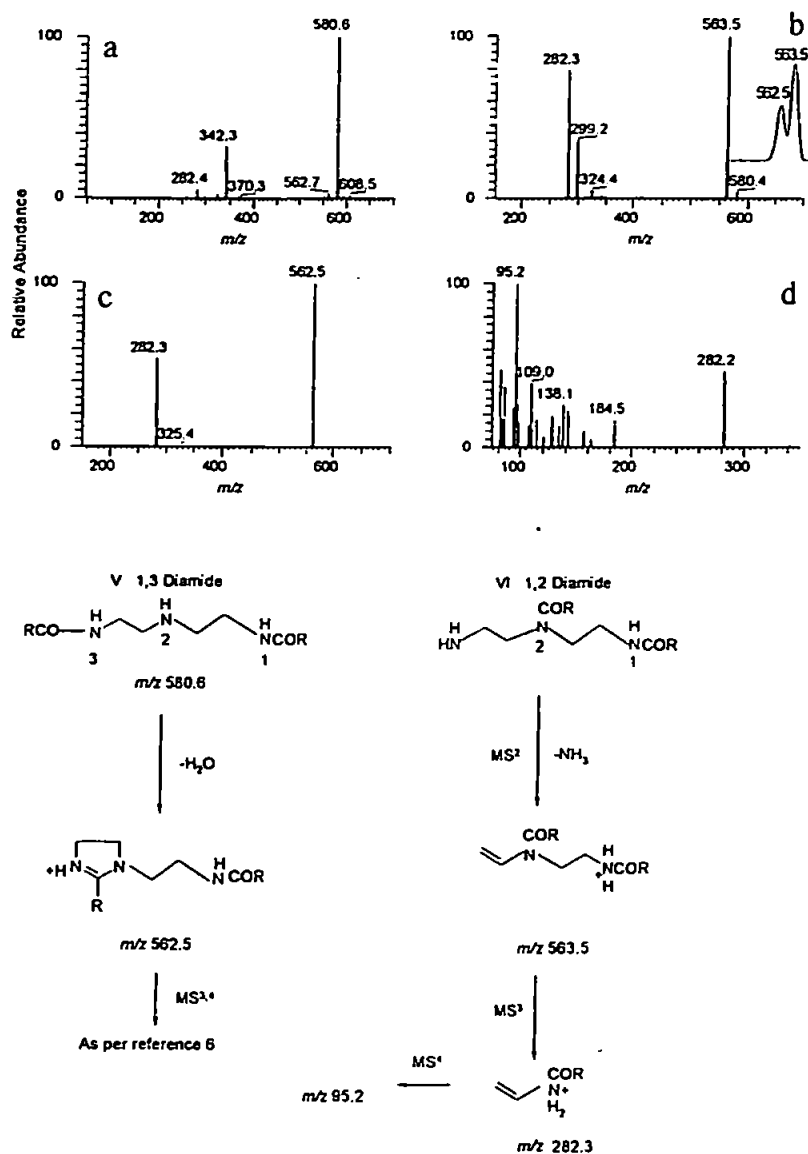 a
100
0
580.6
342.3
282.4
370.3
562.7
608.5
200
400
600
m/z
b
100
0
563.5
282.3
299.2
324.4
580.4
562.5
563.5
200
400
600
m/z
Relative Abundance
c
100
0
562.5
282.3
325.4
200
400
600
m/z
d
100
0
95.2
109.0
138.1
184.5
282.2
100
200
300
m/z
V 1,3 Diamide
RCO
H
N
3
H
N
2
H
NCOR
1
m/z 580.6
-H₂O
+HN
N
R
H
NCOR
m/z 562.5
MS³,⁴
As per reference 6
VI 1,2 Diamide
H
HN
COR
N
2
H
NCOR
1
MS² -NH₃
COR
N
H
NCOR
+
H
m/z 563.5
MS³
COR
N+
H₂
m/z 282.3
MS⁴
m/z 95.2